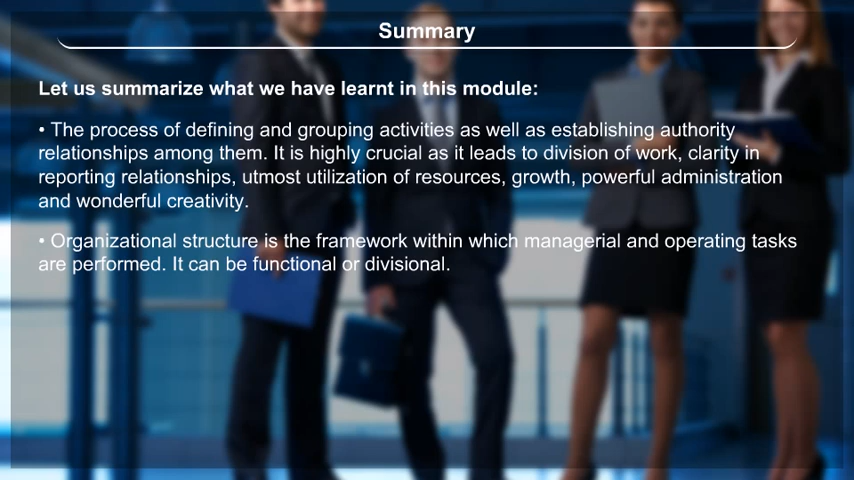 Summary
Let us summarize what we have learnt in this module:
• The process of defining and grouping activities as well as establishing authority
relationships among them. It is highly crucial as it leads to division of work, clarity in
reporting relationships, utmost utilization of resources, growth, powerful administration
and wonderful creativity.
• Organizational structure is the framework within which managerial and operating tasks
are performed. It can be functional or divisional.